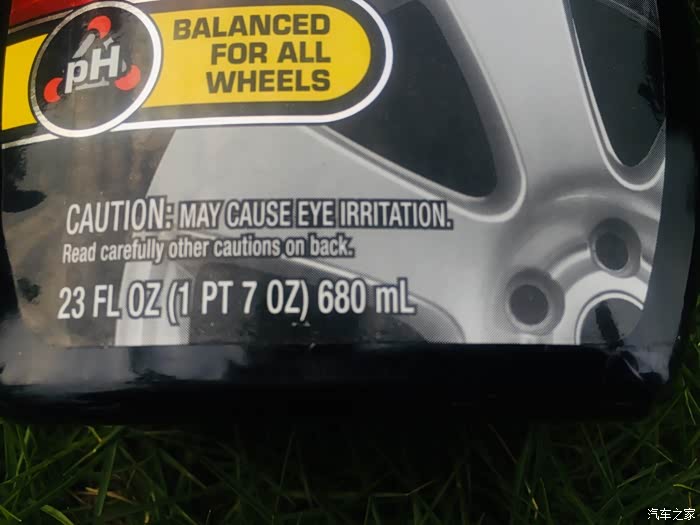 pH
BALANCED
FOR ALL
WHEELS
CAUTION: MAY CAUSE EYE IRRITATION.
Read carefully other cautions on back.
23 FL OZ (1 PT 7 OZ) 680 mL
汽车之家